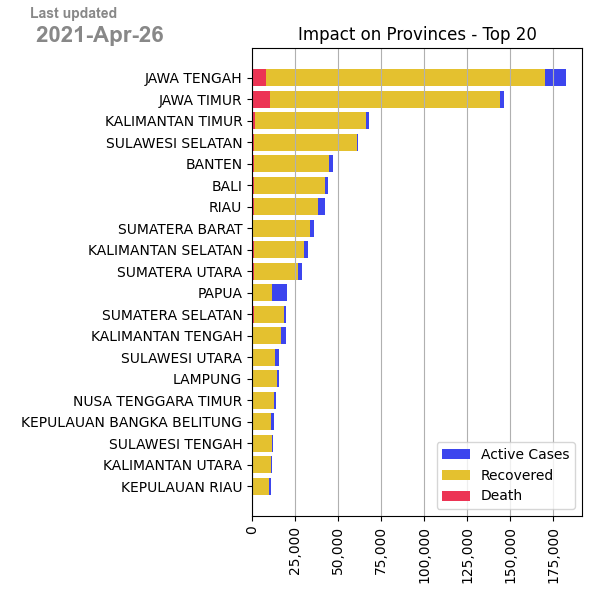 Last updated
2021-Apr-26
Impact on Provinces - Top 20
JAWA TENGAH
JAWA TIMUR
KALIMANTAN TIMUR
SULAWESI SELATAN
BANTEN
BALI
RIAU
SUMATERA BARAT
KALIMANTAN SELATAN
SUMATERA UTARA
PAPUA
SUMATERA SELATAN
KALIMANTAN TENGAH
SULAWESI UTARA
LAMPUNG
NUSA TENGGARA TIMUR
KEPULAUAN BANGKA BELITUNG
SULAWESI TENGAH
KALIMANTAN UTARA
KEPULAUAN RIAU
Active Cases
Recovered
Death
0
25,000
50,000
75,000
100,000
125,000
150,000
175,000